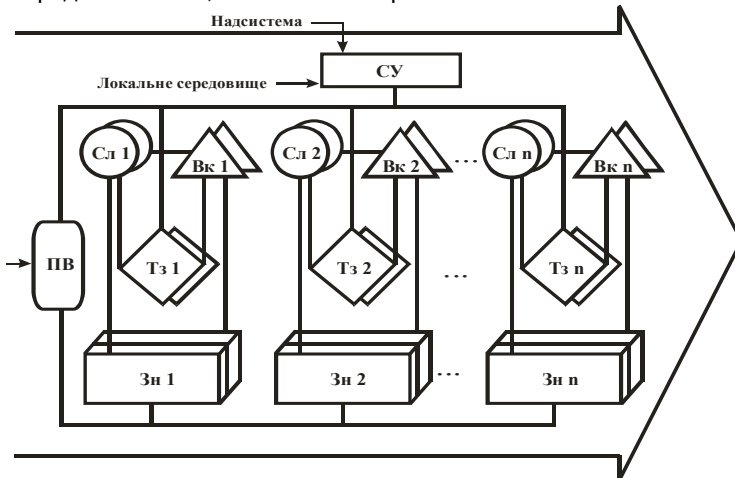 Надсистема
СУ
Локальне середовище
Сл 1
Вк 1
Сл 2
Вк 2
...
Сл n
Вк n
ПВ
Тз 1
Тз 2
...
Тз n
Зн 1
Зн 2
...
Зн n